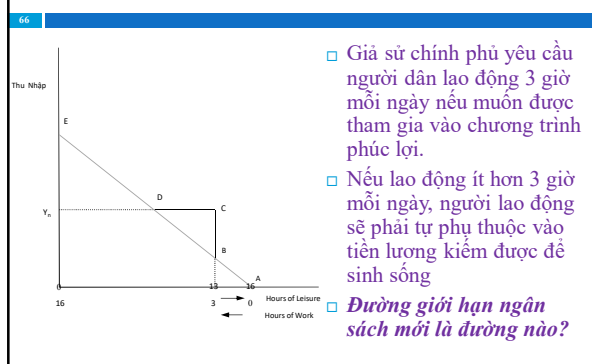 66
Thu Nhập
E
D
Yn
C
B
A
0
13
16
16
3
0
Hours of Leisure
Hours of Work
Giả sử chính phủ yêu cầu
người dân lao động 3 giờ
mỗi ngày nếu muốn được
tham gia vào chương trình
phúc lợi.
Nếu lao động ít hơn 3 giờ
mỗi ngày, người lao động
sẽ phải tự phụ thuộc vào
tiền lương kiếm được để
sinh sống
Đường giới hạn ngân
sách mới là đường nào?